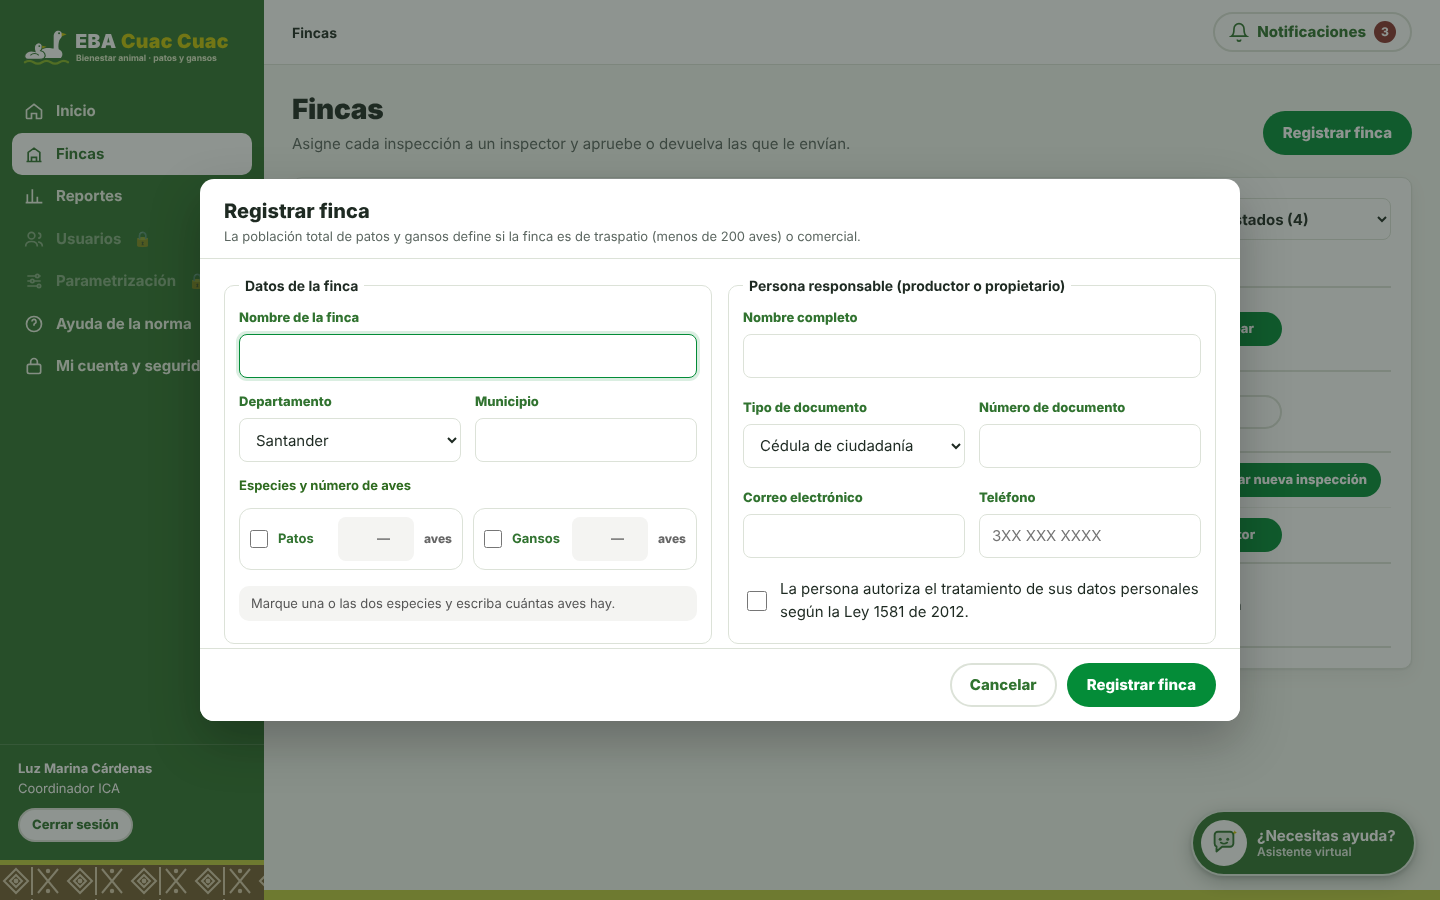 EBA Cuac Cuac
Bienestar animal · patos y gansos
Inicio
Fincas
Reportes
Usuarios
Parametrización
Ayuda de la norma
Mi cuenta y segurid
Luz Marina Cárdenas
Coordinador ICA
Cerrar sesión
Fincas
Notificaciones 3
Fincas
Asigne cada inspección a un inspector y apruebe o devuelva las que le envían.
Registrar finca
stados (4)
ar
ar nueva inspección
tor
Registrar finca
La población total de patos y gansos define si la finca es de traspatio (menos de 200 aves) o comercial.
Datos de la finca
Nombre de la finca
Departamento Municipio
Santander
Especies y número de aves
Patos — aves Gansos — aves
Marque una o las dos especies y escriba cuántas aves hay.
Persona responsable (productor o propietario)
Nombre completo
Tipo de documento Número de documento
Cédula de ciudadanía
Correo electrónico Teléfono
3XX XXX XXXX
La persona autoriza el tratamiento de sus datos personales
según la Ley 1581 de 2012.
Cancelar Registrar finca
¿Necesitas ayuda?
Asistente virtual